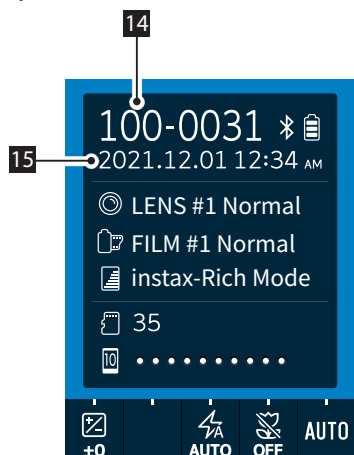 14
100-0031
15
2021.12.01 12:34 AM
LENS #1 Normal
FILM #1 Normal
instax-Rich Mode
35
10
A
±0 AUTO OFF AUTO